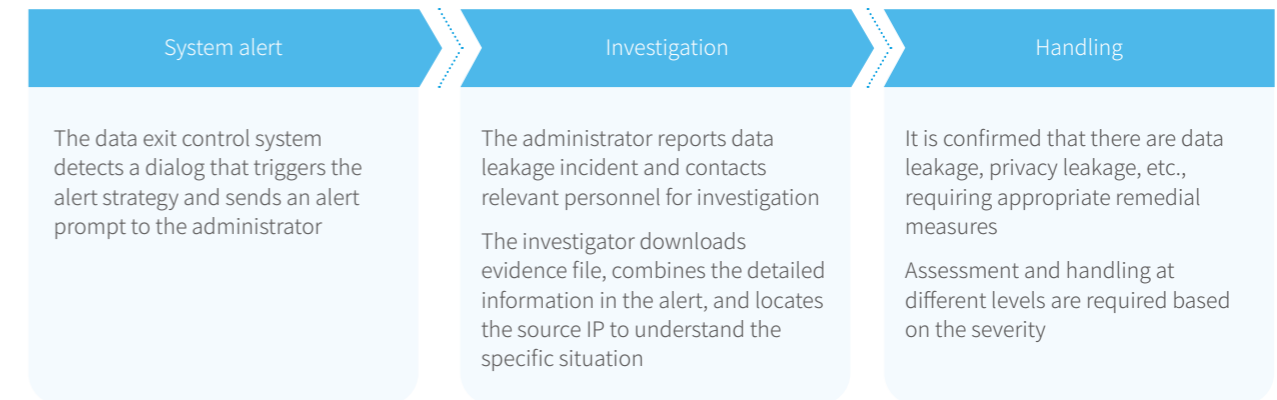 System alert
The data exit control system
detects a dialog that triggers the
alert strategy and sends an alert
prompt to the administrator
Investigation
The administrator reports data
leakage incident and contacts
relevant personnel for investigation
The investigator downloads
evidence file, combines the detailed
information in the alert, and locates
the source IP to understand the
specific situation
Handling
It is confirmed that there are data
leakage, privacy leakage, etc.,
requiring appropriate remedial
measures
Assessment and handling at
different levels are required based
on the severity